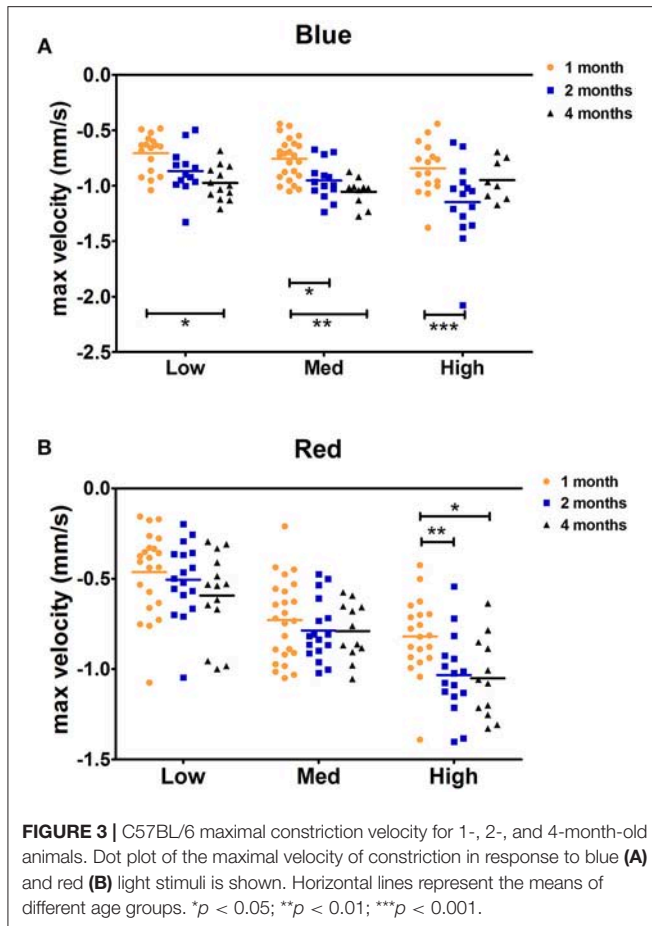 A
Blue
1 month
2 months
4 months
max velocity (mm/s)
0.0
-0.5
-1.0
-1.5
-2.0
-2.5
*
*
**
***
Low
Med
High
B
Red
1 month
2 months
4 months
max velocity (mm/s)
0.0
-0.5
-1.0
-1.5
*
**
Low
Med
High
FIGURE 3 | C57BL/6 maximal constriction velocity for 1-, 2-, and 4-month-old
animals. Dot plot of the maximal velocity of constriction in response to blue (A)
and red (B) light stimuli is shown. Horizontal lines represent the means of
different age groups. *p < 0.05; **p < 0.01; ***p < 0.001.